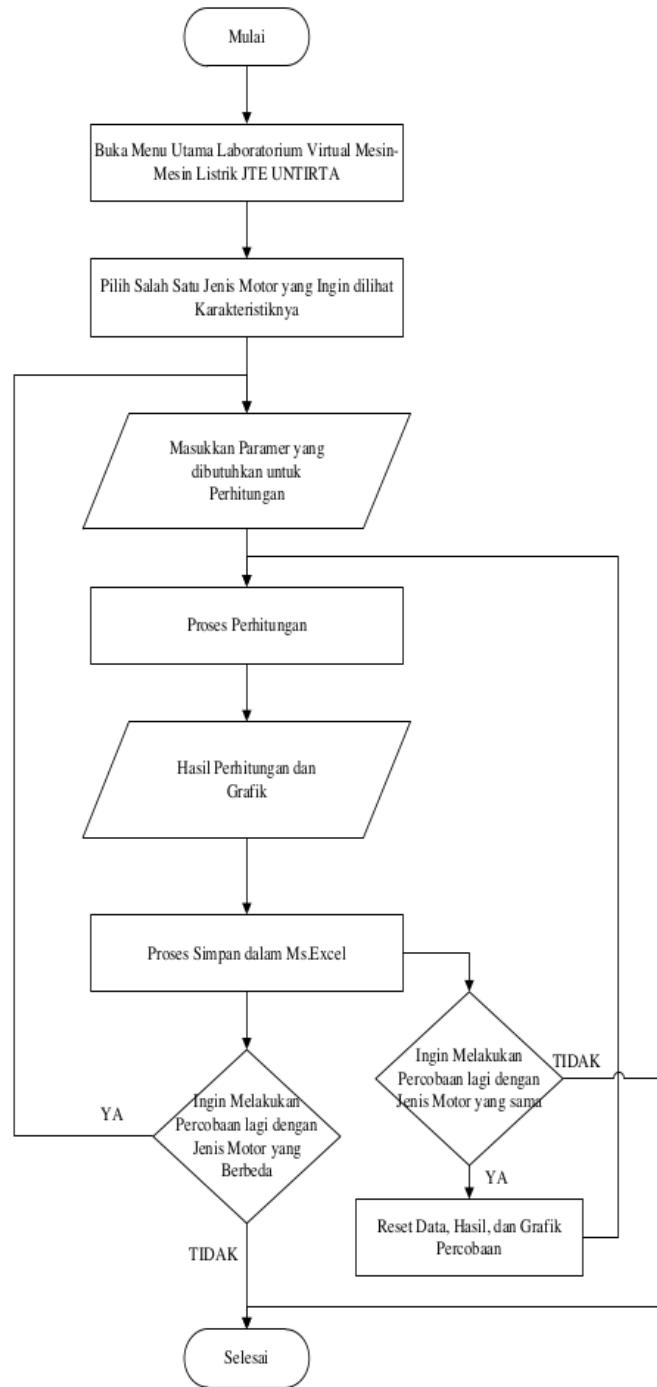 Mulai
Buka Menu Utama Laboratorium Virtual Mesin-
Mesin Listrik JTE UNTIRTA
Pilih Salah Satu Jenis Motor yang Ingin dilihat
Karakteristiknya
Masukkan Paramer yang
dibutuhkan untuk
Perhitungan
Proses Perhitungan
Hasil Perhitungan dan
Grafik
Proses Simpan dalam Ms.Excel
Ingin Melakukan
Percobaan lagi dengan
Jenis Motor yang sama
TIDAK
YA
Ingin Melakukan
Percobaan lagi dengan
Jenis Motor yang
Berbeda
YA
Reset Data, Hasil, dan Grafik
Percobaan
TIDAK
Selesai